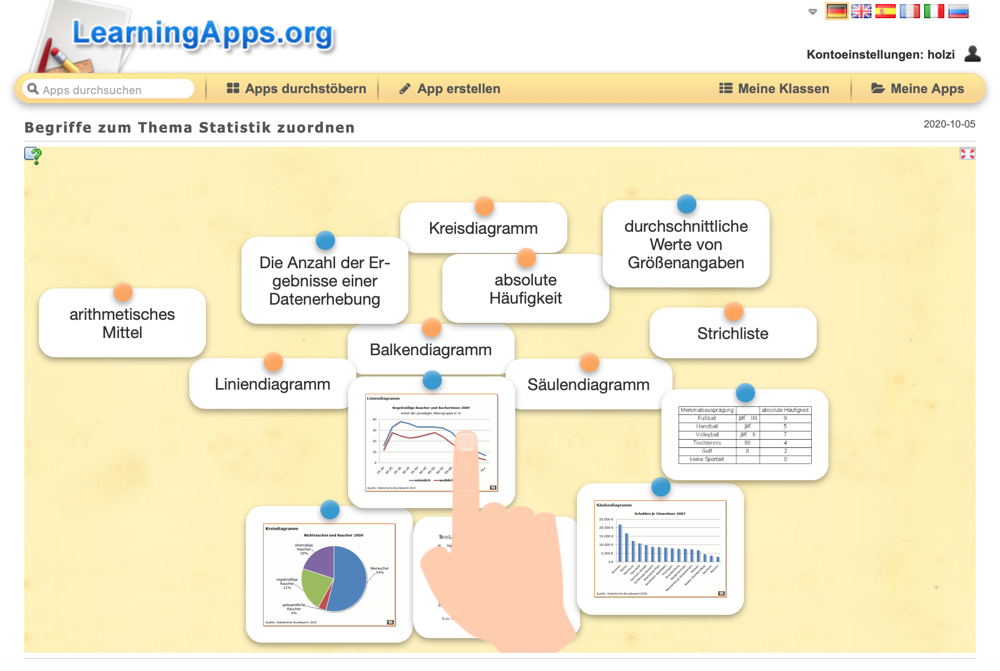 LearningApps.org
Kontoeinstellungen: holzi
Apps durchsuchen
Apps durchstöbern
App erstellen
Meine Klassen
Meine Apps
Begriffe zum Thema Statistik zuordnen
2020-10-05
Kreisdiagramm
durchschnittliche
Werte von
Größenangaben
Die Anzahl der Er-
gebnisse einer
Datenerhebung
absolute
Häufigkeit
arithmetisches
Mittel
Strichliste
Balkendiagramm
Liniendiagramm
Säulendiagramm
Liniendiagramm
Regelmäßige Raucher und Racherinnen 2009
Anteil der jeweiligen Altersgruppe in %
40
30
20
10
0
15-20 20-25 25-30 30-35 35-40 40-45 45-50 50-55 55-60 75+
männlich weiblich
Quelle: Statistische Bundesamt 2010
Merkmalsausprägung absolute Häufigkeit
Fußball 9
Handball 5
Volleyball 7
Tischtennis 4
Golf 2
keine Sportart 0
Kreisdiagramm
Nichtraucher und Raucher 2009
ehemalige
Raucher
20%
Nieraucher
54%
regelmäßige
Raucher
22%
gelegentliche
Raucher
4%
Quelle: Statistische Bundesamt 2010
Säulendiagramm
Schulden je Einwohner 2007
25.000 €
20.000 €
15.000 €
10.000 €
5.000 €
0 €
Bremen
Berlin
Hamburg
Saarland
Sachsen-Anhalt
Schleswig-Holstein
Rheinland-Pfalz
Nordrhein-Westfalen
Thüringen
Brandenburg
Niedersachsen
Mecklenburg-Vorpommern
Hessen
Baden-Württemberg
Sachsen
Bayern
Quelle: Statistische Bundesamt 2008